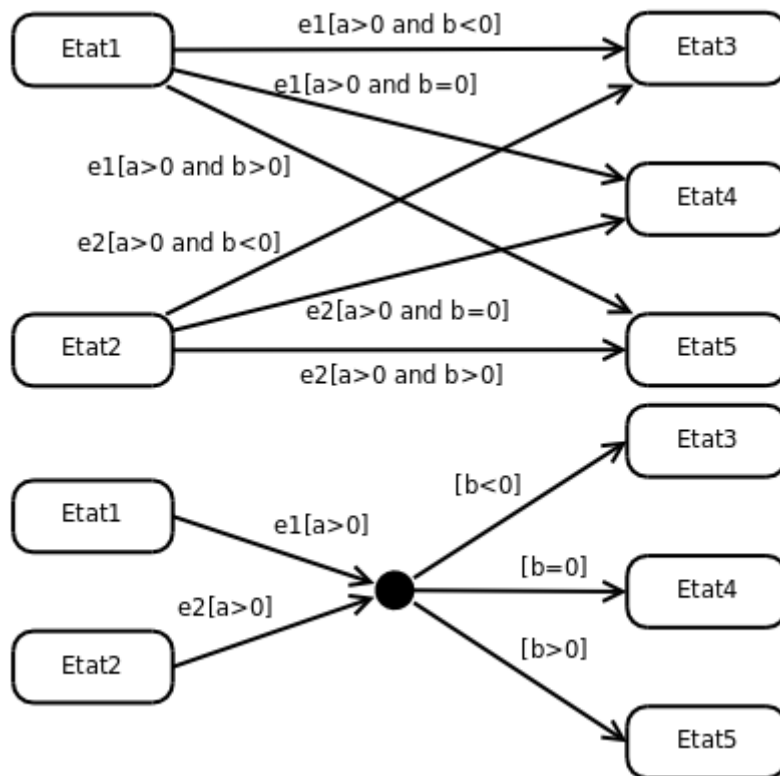 e1[a>0 and b<0]
Etat1
Etat3
e1[a>0 and b=0]
e1[a>0 and b>0]
Etat4
e2[a>0 and b<0]
e2[a>0 and b=0]
Etat2
Etat5
e2[a>0 and b>0]
Etat3
[b<0]
Etat1
e1[a>0]
[b=0]
Etat4
e2[a>0]
[b>0]
Etat2
Etat5